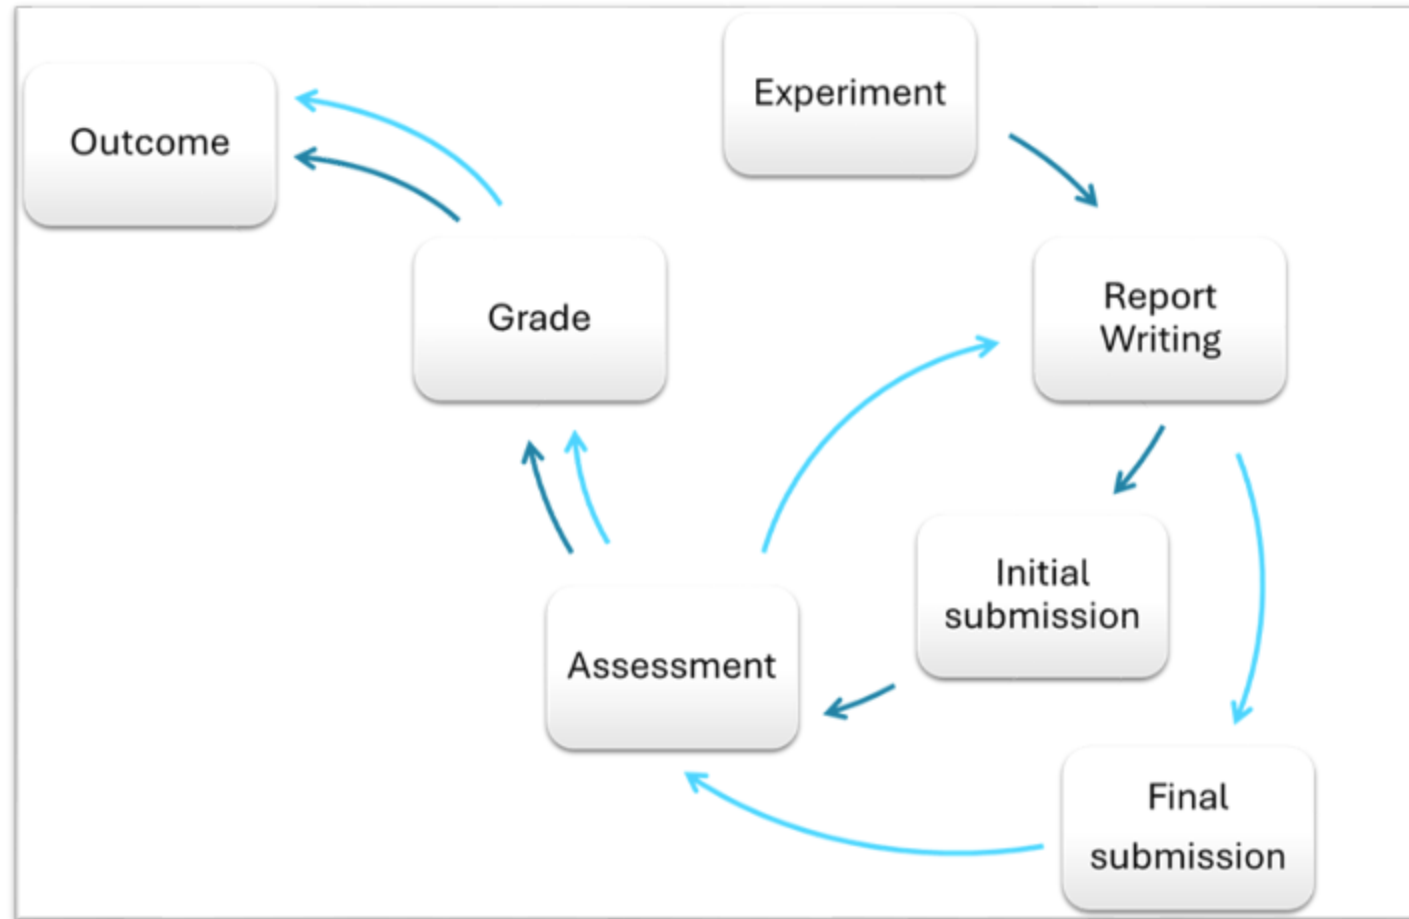 Experiment
Outcome
Report
Writing
Grade
Initial
submission
Assessment
Final
submission